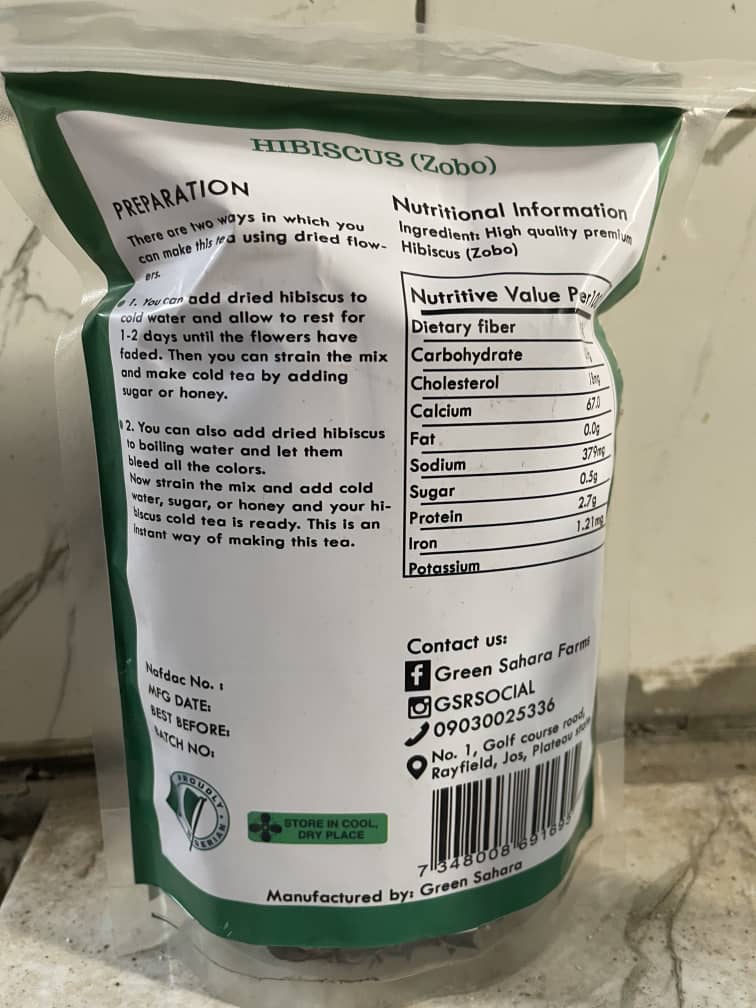 HIBISCUS (Zobo)
PREPARATION
There are two ways in which you
can make this tea using dried flow-
ers.
1. You can add dried hibiscus to
cold water and allow to rest for
1-2 days until the flowers have
faded. Then you can strain the mix
and make cold tea by adding
sugar or honey.
2. You can also add dried hibiscus
to boiling water and let them
bleed all the colors.
Now strain the mix and add cold
water, sugar, or honey and your hi-
biscus cold tea is ready. This is an
instant way of making this tea.
Nutritional Information
Ingredient: High quality premium
Hibiscus (Zobo)
Nutritive Value Per
Dietary fiber
Carbohydrate
Cholesterol
Calcium 67.0
Fat 0.0g
Sodium 379mg
Sugar 0.5g
Protein 2.7g
Iron 1.21mg
Potassium
Nafdac No. :
MFG DATE:
BEST BEFORE:
BATCH NO:
Contact us:
Green Sahara Farms
GSRSOCIAL
09030025336
No. 1, Golf course road,
Rayfield, Jos, Plateau state
PROUDLY
NIGERIAN
STORE IN COOL,
DRY PLACE
7 348008 691695
Manufactured by: Green Sahara